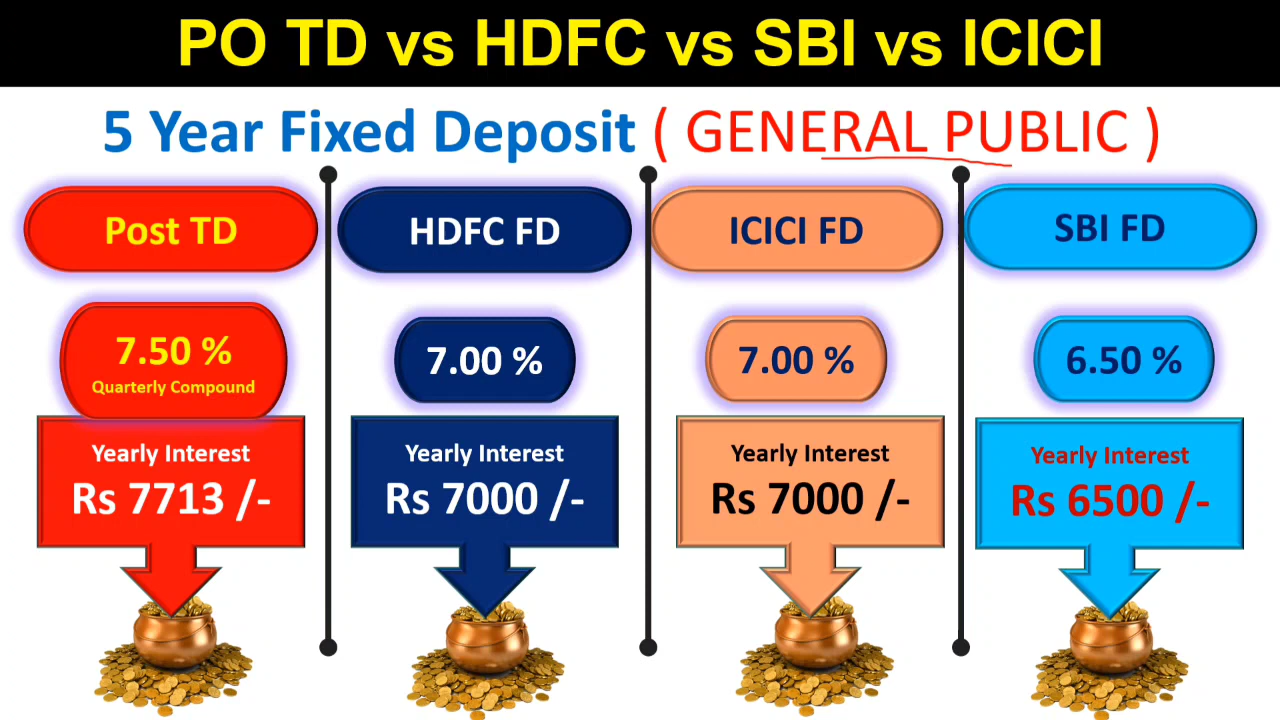 PO TD vs HDFC vs SBI vs ICICI
5 Year Fixed Deposit ( GENERAL PUBLIC )
Post TD
7.50 %
Quarterly Compound
Yearly Interest
Rs 7713 /-
HDFC FD
7.00 %
Yearly Interest
Rs 7000 /-
ICICI FD
7.00 %
Yearly Interest
Rs 7000 /-
SBI FD
6.50 %
Yearly Interest
Rs 6500 /-